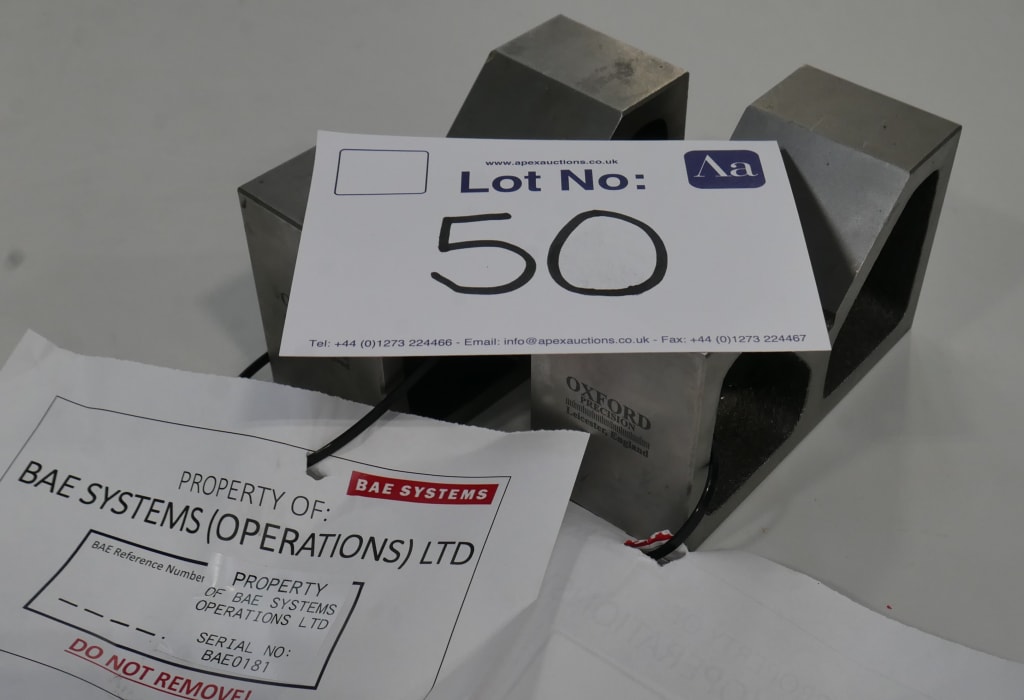 www.apexauctions.co.uk
Lot No:
Aa
50
Tel: +44 (0)1273 224466 - Email: info@apexauctions.co.uk - Fax: +44 (0)1273 224467
OXFORD
PRECISION
Leicester, England
PROPERTY OF:
BAE SYSTEMS
BAE SYSTEMS (OPERATIONS) LTD
BAE Reference Number
PROPERTY
OF BAE SYSTEMS
OPERATIONS LTD
SERIAL NO:
BAE0181
DO NOT REMOVE!